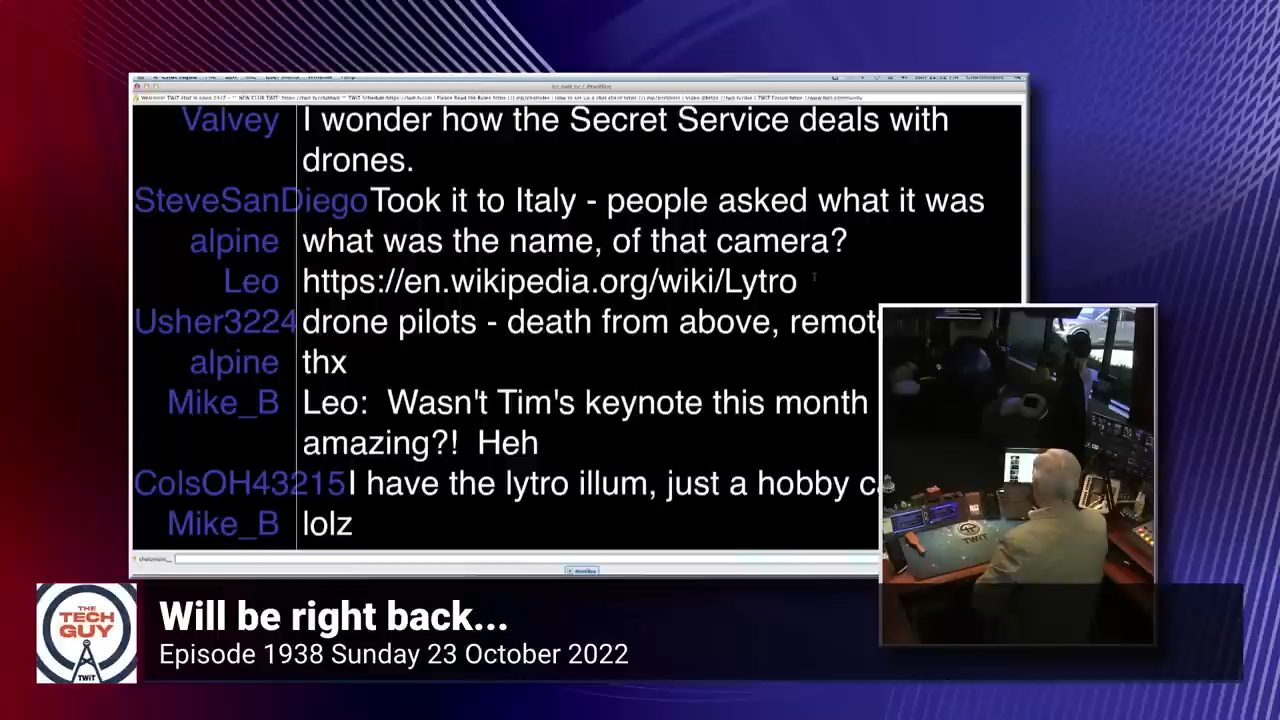 Valvey I wonder how the Secret Service deals with
drones.
SteveSanDiego Took it to Italy - people asked what it was
alpine what was the name, of that camera?
Leo https://en.wikipedia.org/wiki/Lytro
Usher3224 drone pilots - death from above, remote
alpine thx
Mike_B Leo: Wasn't Tim's keynote this month
amazing?! Heh
ColsOH43215 I have the lytro illum, just a hobby
Mike_B lolz
TWiT
THE
TECH
GUY
TWiT
Will be right back...
Episode 1938 Sunday 23 October 2022